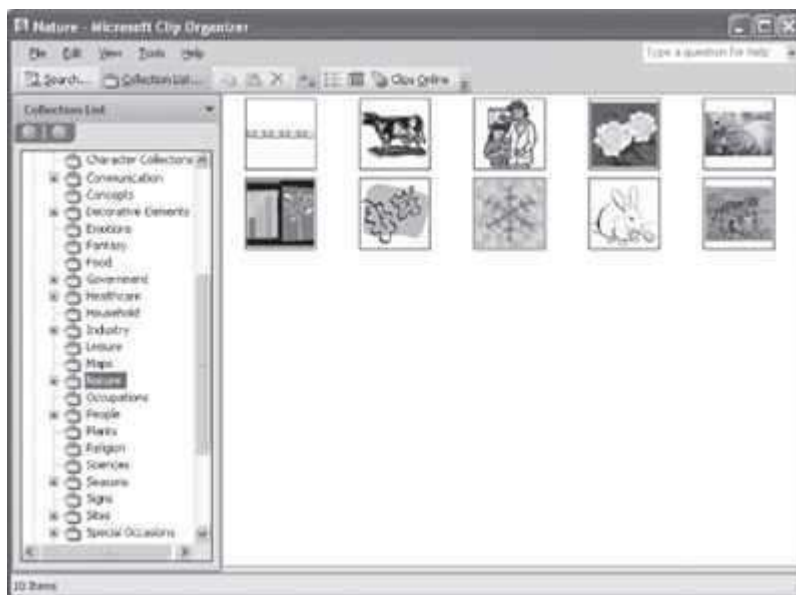 Nature - Microsoft Clip Organizer
File Edit View Tools Help
Type a question for help
Search... Collection List... Clips Online
Collection List
Character Collections
Communication
Concepts
Decorative Elements
Emotions
Fantasy
Food
Government
Healthcare
Household
Industry
Leisure
Maps
Nature
Occupations
People
Plants
Religion
Sciences
Seasons
Signs
Sites
Special Occasions
10 Items